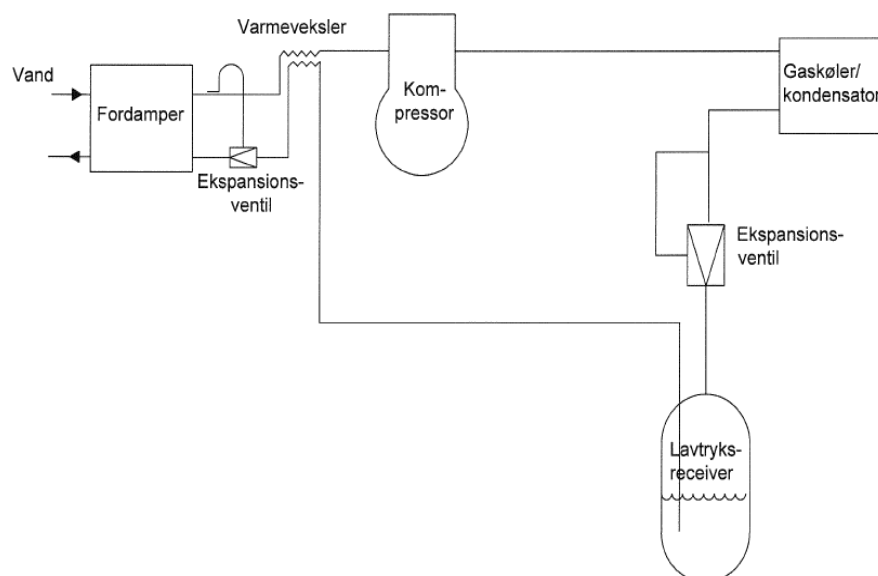 Varmeveksler
Vand
Fordamper
Ekspansions-
ventil
Kom-
pressor
Gaskøler/
kondensator
Ekspansions-
ventil
Lavtryks-
receiver